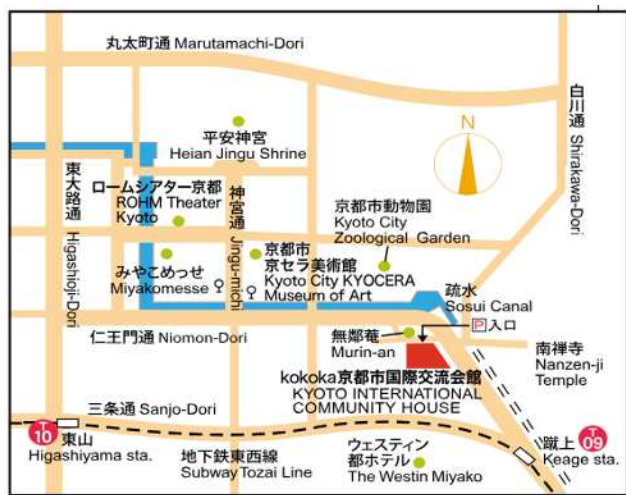 丸太町通 Marutamachi-Dori
白川通 Shirakawa-Dori
N
平安神宮
Heian Jingu Shrine
東大路通 Higashioji-Dori
ロームシアター京都
ROHM Theater
Kyoto
神宮通 Jingu-michi
京都市動物園
Kyoto City
Zoological Garden
みやこめっせ
Miyakomesse
京都市
京セラ美術館
Kyoto City KYOCERA
Museum of Art
疏水
Sosui Canal
仁王門通 Niomon-Dori
P入口
無鄰菴
Murin-an
南禅寺
Nanzen-ji
Temple
kokoka京都市国際交流会館
KYOTO INTERNATIONAL
COMMUNITY HOUSE
三条通 Sanjo-Dori
T
10
東山
Higashiyama sta.
地下鉄東西線
Subway Tozai Line
ウェスティン
都ホテル
The Westin Miyako
蹴上
Keage sta.
T
09